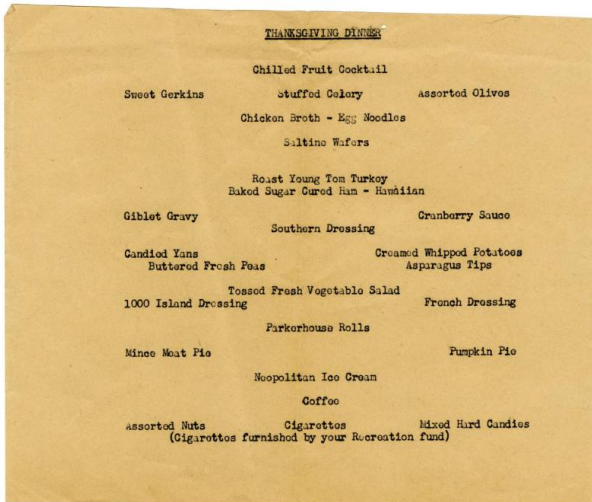 THANKSGIVING DINNER
Chilled Fruit Cocktail
Sweet Gerkins Stuffed Celery Assorted Olives
Chicken Broth - Egg Noodles
Saltine Wafers
Roast Young Tom Turkey
Baked Sugar Cured Ham - Hawaiian
Giblet Gravy Cranberry Sauce
Southern Dressing
Candied Yams Creamed Whipped Potatoes
Buttered Fresh Peas Asparagus Tips
Tossed Fresh Vegetable Salad
1000 Island Dressing French Dressing
Parkerhouse Rolls
Mince Meat Pie Pumpkin Pie
Neopolitan Ice Cream
Coffee
Assorted Nuts Cigarettes Mixed Hard Candies
(Cigarettes furnished by your Recreation fund)